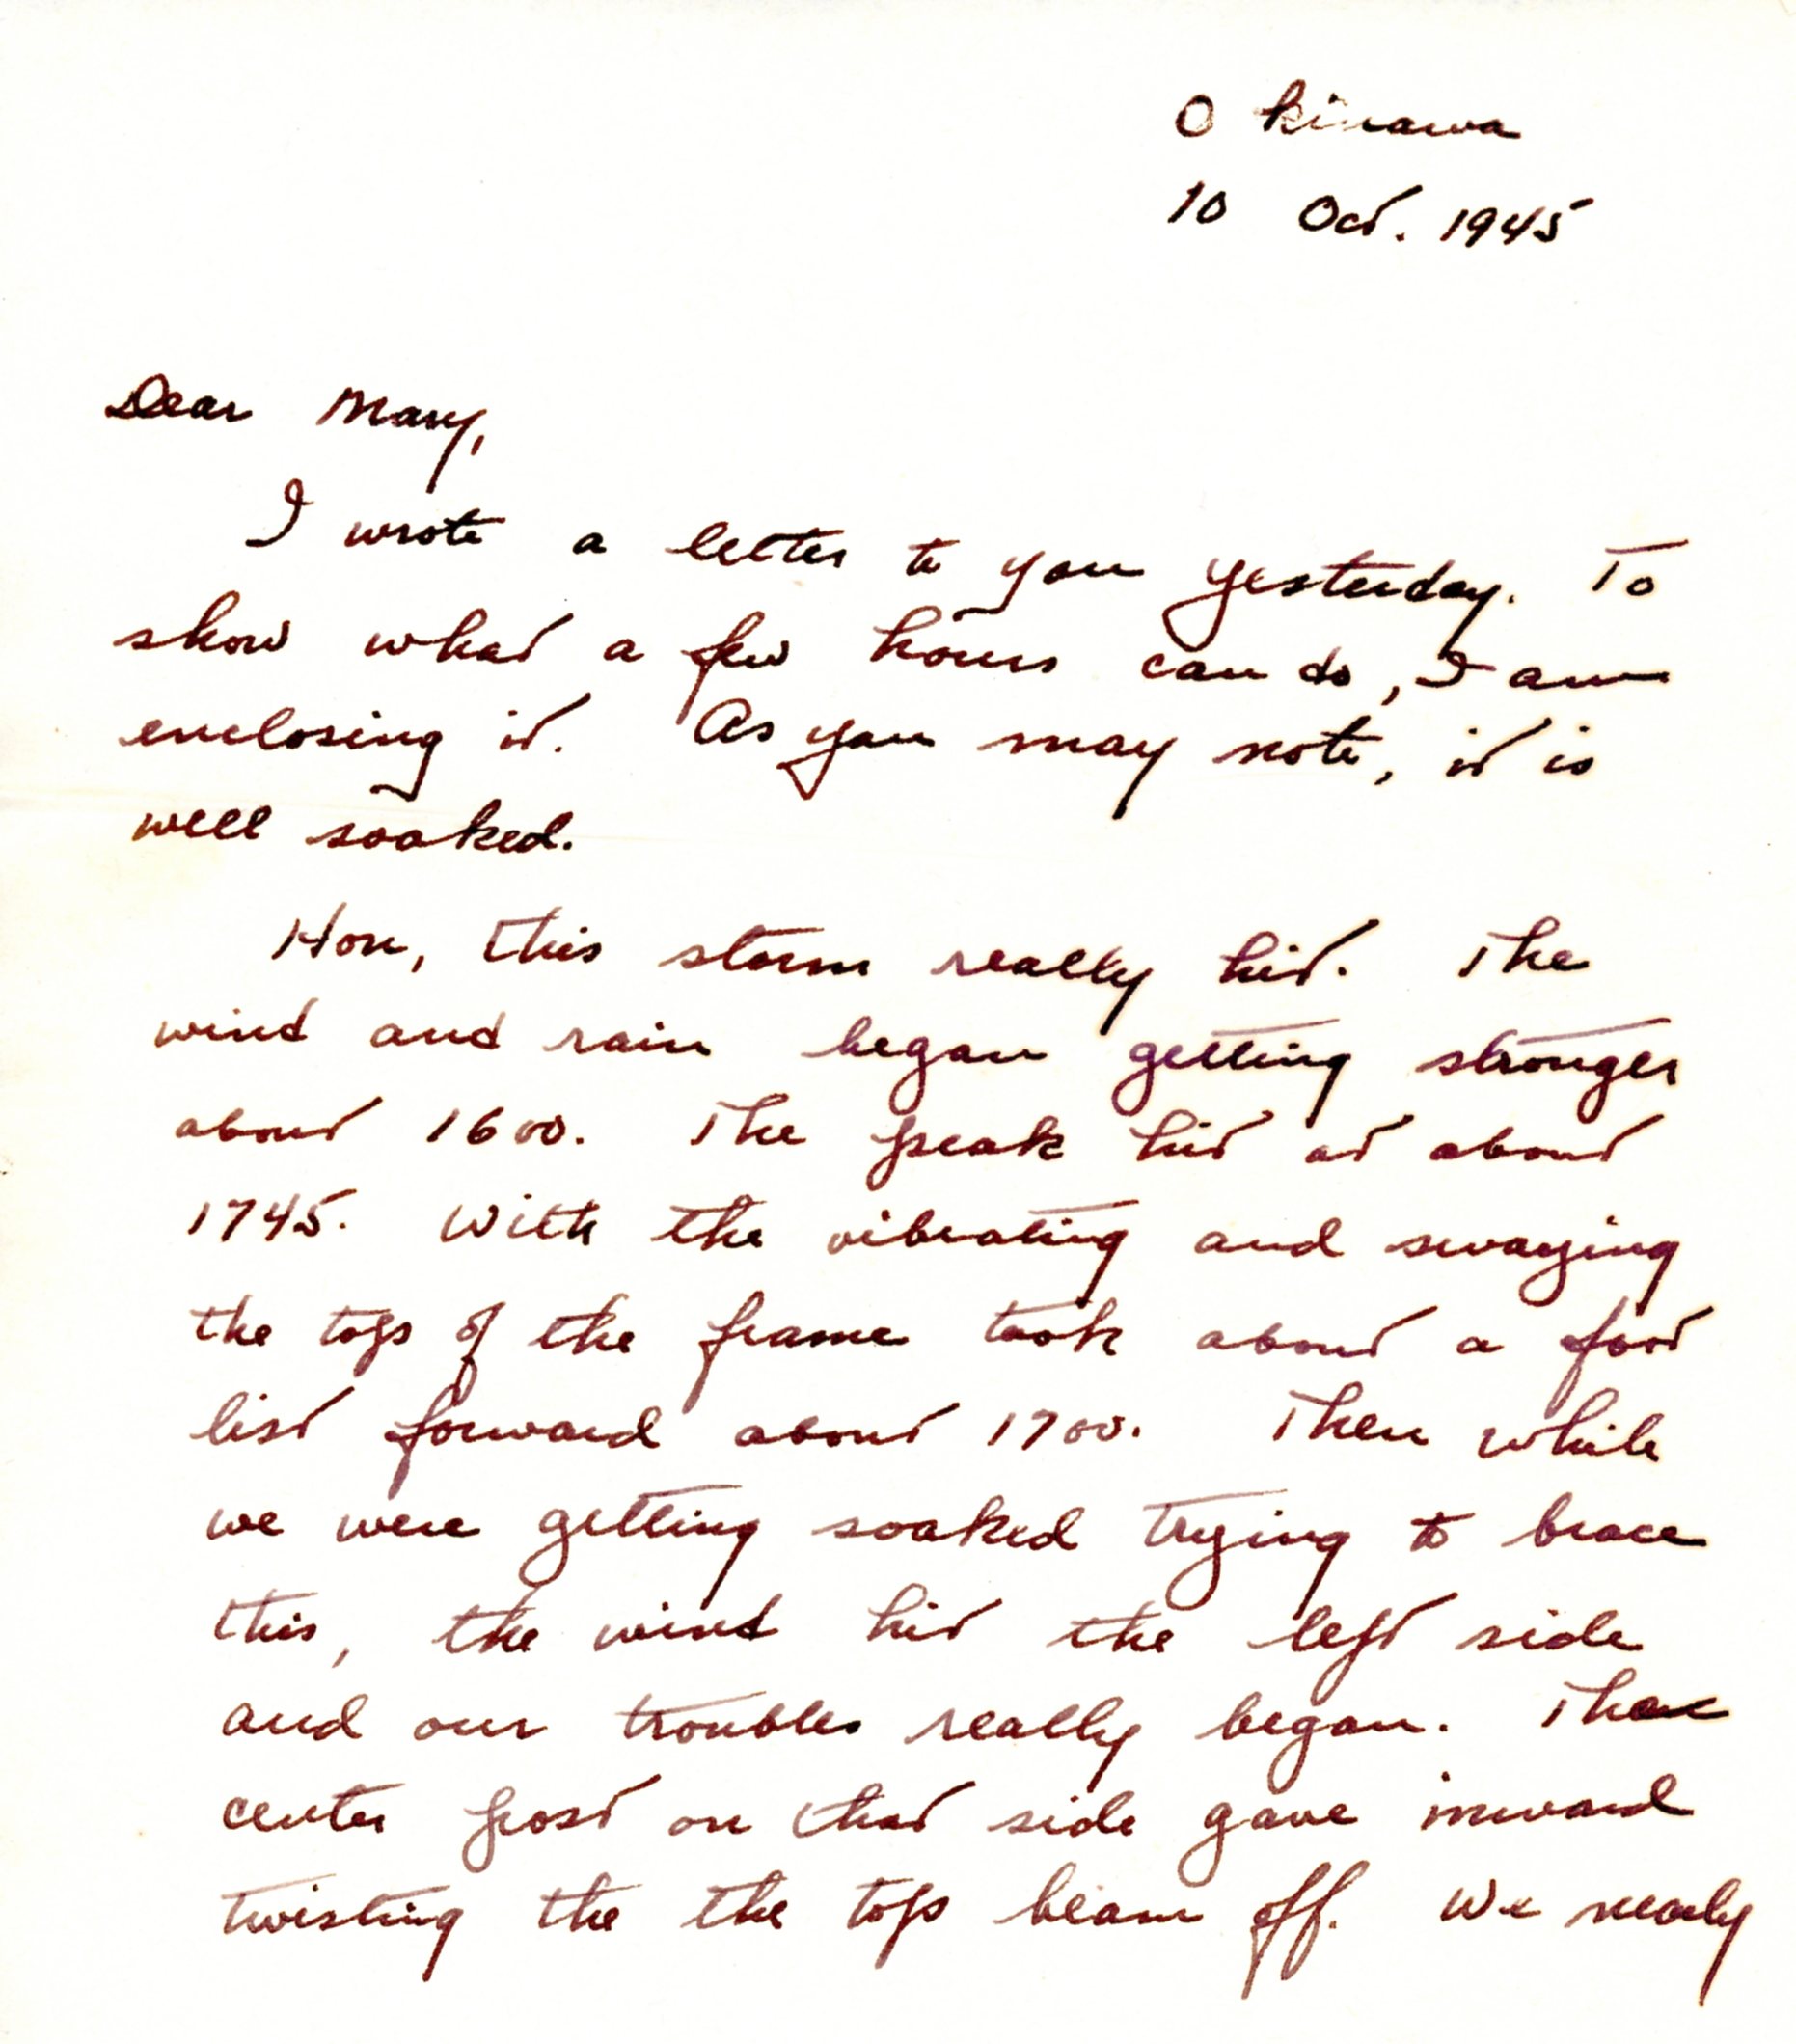 Okinawa
10 Oct. 1945
Dear Mary,
I wrote a letter to you yesterday. To
show what a few hours can do, I am
enclosing it. As you may note, it is
well soaked.
Hon, this storm really hit. The
wind and rain began getting stronger
about 1600. The peak hit at about
1745. With the vibrating and swaying
the top of the frame took about a foot
list forward about 1700. Then while
we were getting soaked trying to brace
this, the wind hit the left side
and our troubles really began. The
center post on that side gave inward
twisting the the top beam off. We nearly